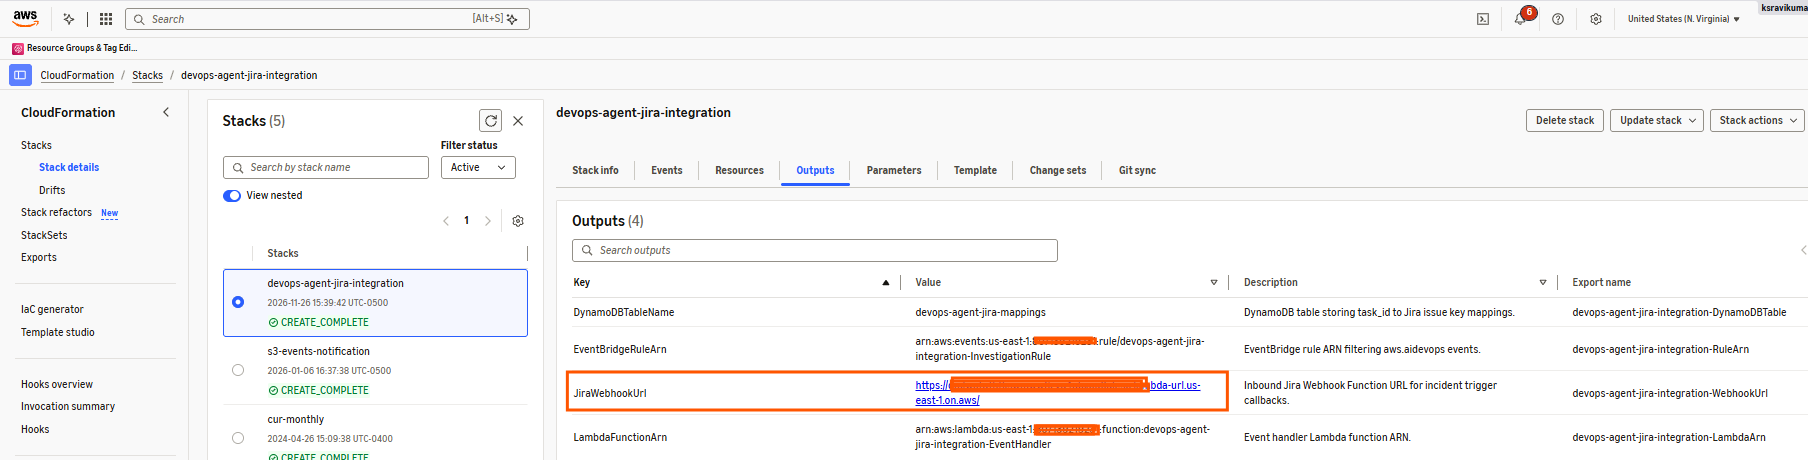 aws
Search
[Alt+S]
6
United States (N. Virginia)
ksravikuma
Resource Groups & Tag Edi...
CloudFormation / Stacks / devops-agent-jira-integration
CloudFormation
Stacks
Stack details
Drifts
Stack refactors New
StackSets
Exports
IaC generator
Template studio
Hooks overview
Invocation summary
Hooks
Stacks (5)
Filter status
Search by stack name
Active
View nested
1
Stacks
devops-agent-jira-integration
2026-11-26 15:39:42 UTC-0500
CREATE_COMPLETE
s3-events-notification
2026-01-06 16:37:38 UTC-0500
CREATE_COMPLETE
cur-monthly
2024-04-26 15:09:38 UTC-0400
CREATE_COMPLETE
devops-agent-jira-integration
Delete stack
Update stack
Stack actions
Stack info
Events
Resources
Outputs
Parameters
Template
Change sets
Git sync
Outputs (4)
Search outputs
Key Value Description Export name
DynamoDBTableName devops-agent-jira-mappings DynamoDB table storing task_id to Jira issue key mappings. devops-agent-jira-integration-DynamoDBTable
EventBridgeRuleArn
arn:aws:events:us-east-1: :rule/devops-agent-jira-
integration-InvestigationRule
EventBridge rule ARN filtering aws.aidevops events.
devops-agent-jira-integration-RuleArn
JiraWebhookUrl
https:// bda-url.us-
east-1.on.aws/
Inbound Jira Webhook Function URL for incident trigger
callbacks.
devops-agent-jira-integration-WebhookUrl
LambdaFunctionArn
arn:aws:lambda:us-east-1: :function:devops-agent-
jira-integration-EventHandler
Event handler Lambda function ARN.
devops-agent-jira-integration-LambdaArn